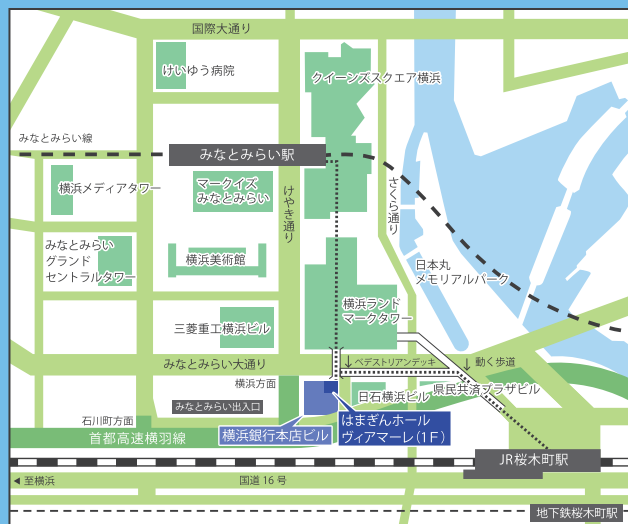 国際大通り
けいゆう病院
クイーンズスクエア横浜
みなとみらい線
みなとみらい駅
横浜メディアタワー
マークイズ
みなとみらい
けやき通り
さくら通り
みなとみらい
グランド
セントラルタワー
横浜美術館
日本丸
メモリアルパーク
横浜ランド
マークタワー
三菱重工横浜ビル
みなとみらい大通り
↓ペデストリアンデッキ
↓動く歩道
横浜方面
県民共済プラザビル
日石横浜ビル
みなとみらい出入口
石川町方面
はまぎんホール
ヴィアマーレ(1F)
横浜銀行本店ビル
首都高速横羽線
JR桜木町駅
◀至横浜
国道16号
地下鉄桜木町駅